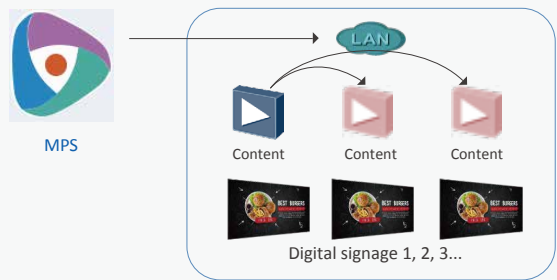 LAN
MPS
Content
Content
Content
BEST BURGERS
BEST BURGERS
BEST BURGERS
Digital signage 1, 2, 3...